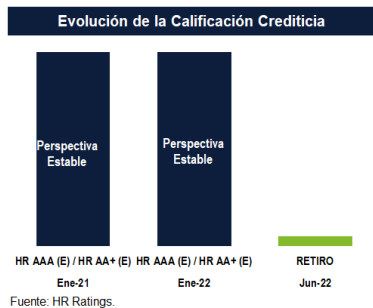 Evolución de la Calificación Crediticia
Perspectiva
Estable
Perspectiva
Estable
HR AAA (E) / HR AA+ (E) HR AAA (E) / HR AA+ (E) RETIRO
Ene-21 Ene-22 Jun-22
Fuente: HR Ratings.